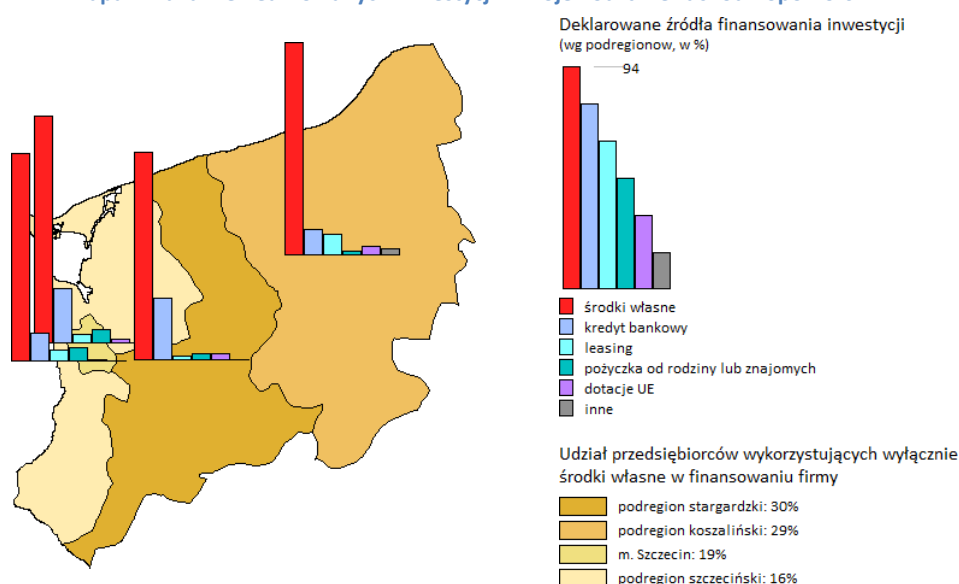 Deklarowane źródła finansowania inwestycji
(wg podregionow, w %)
94
środki własne
kredyt bankowy
leasing
pożyczka od rodziny lub znajomych
dotacje UE
inne
Udział przedsiębiorców wykorzystujących wyłącznie
środki własne w finansowaniu firmy
podregion stargardzki: 30%
podregion koszaliński: 29%
m. Szczecin: 19%
podregion szczeciński: 16%